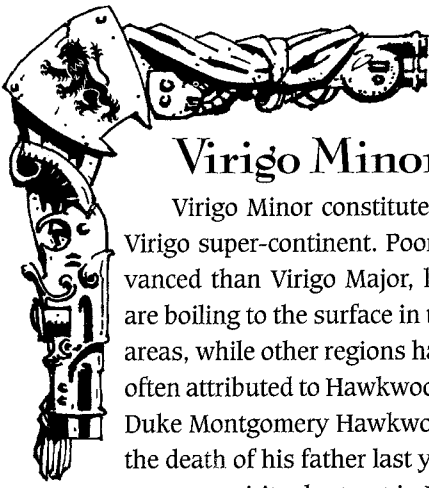 Virigo Minor
Virigo Minor constitute
Virigo super-continent. Poor
vanced than Virigo Major, 
are boiling to the surface in
areas, while other regions ha
often attributed to Hawkwo
Duke Montgomery Hawkwo
the death of his father last y